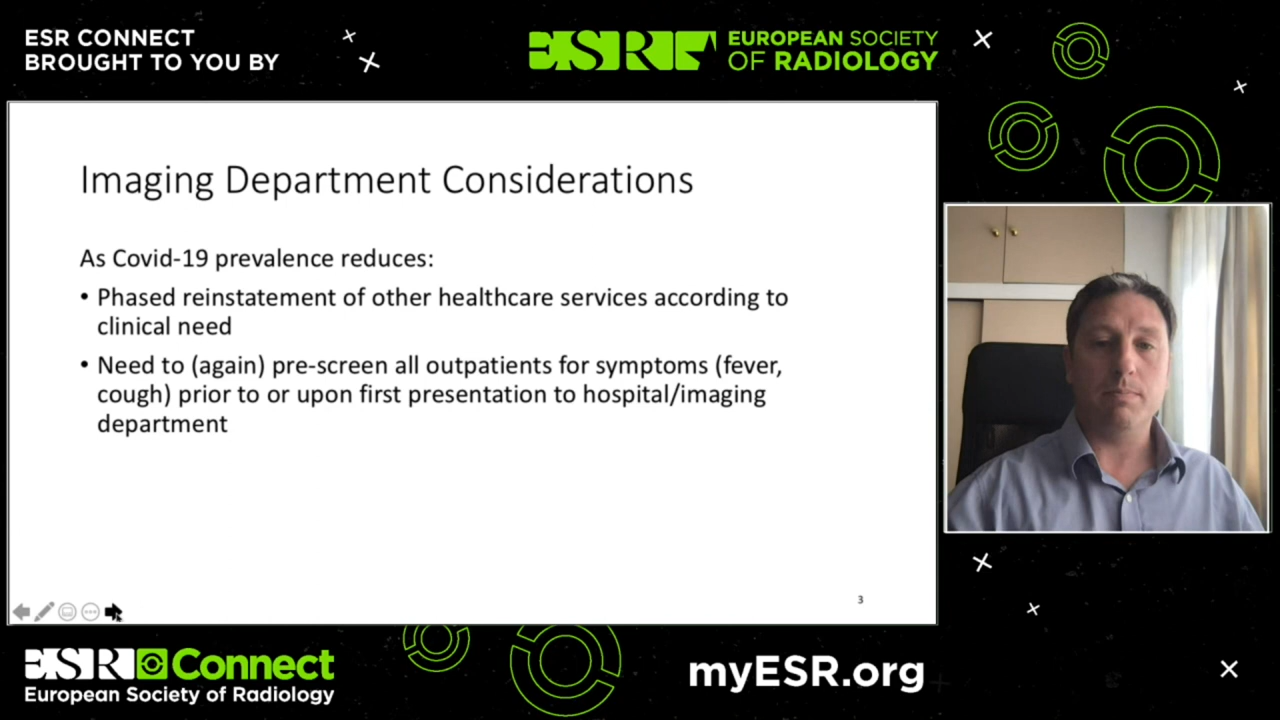 ESR CONNECT
BROUGHT TO YOU BY
ESR
EUROPEAN SOCIETY
OF RADIOLOGY
Imaging Department Considerations
As Covid-19 prevalence reduces:
• Phased reinstatement of other healthcare services according to
clinical need
• Need to (again) pre-screen all outpatients for symptoms (fever,
cough) prior to or upon first presentation to hospital/imaging
department
3
ESR Connect
European Society of Radiology
myESR.org